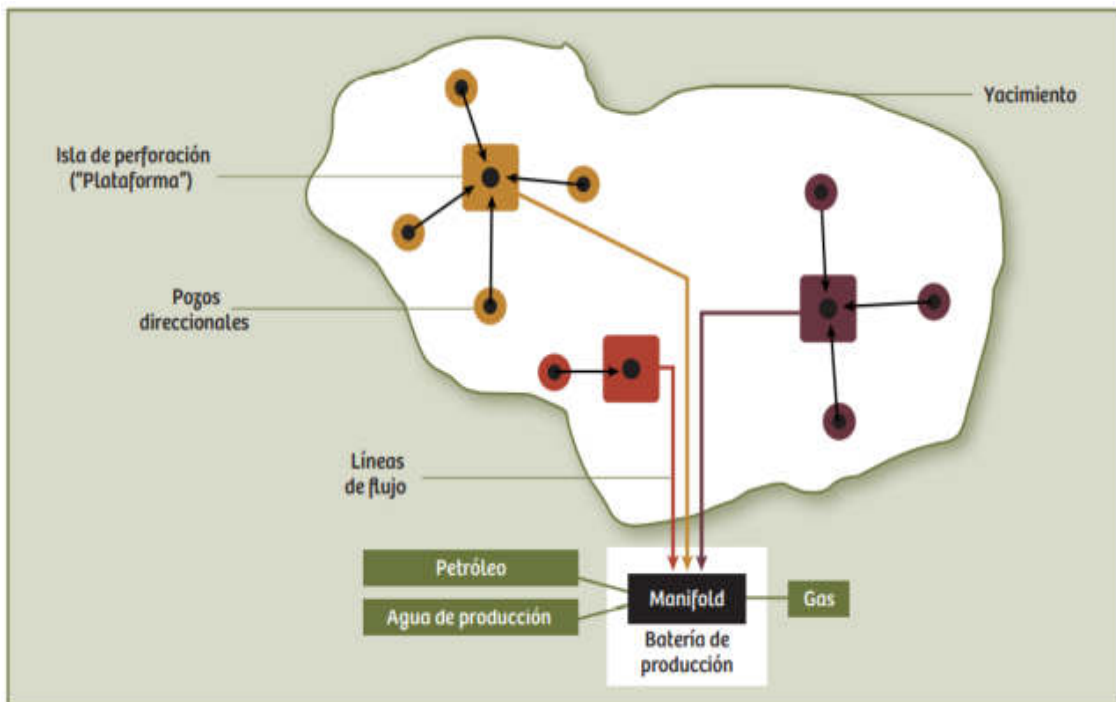 Yacimiento
Isla de perforación
("Plataforma")
Pozos
direccionales
Líneas
de flujo
Petróleo
Agua de producción
Manifold
Gas
Batería de
producción